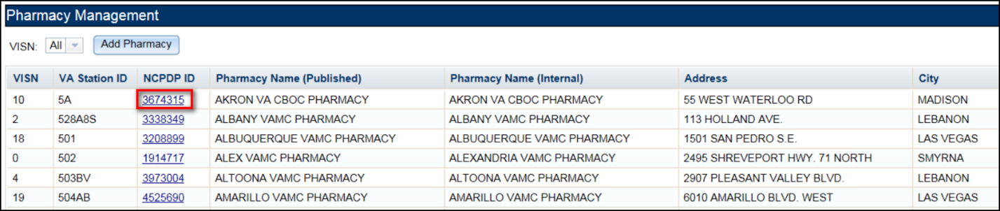 Pharmacy Management
VISN: All Add Pharmacy
VISN VA Station ID NCPDP ID Pharmacy Name (Published) Pharmacy Name (Internal) Address City
10 5A 3674315 AKRON VA CBOC PHARMACY AKRON VA CBOC PHARMACY 55 WEST WATERLOO RD MADISON
2 528A8S 3338349 ALBANY VAMC PHARMACY ALBANY VAMC PHARMACY 113 HOLLAND AVE. LEBANON
18 501 3208899 ALBUQUERQUE VAMC PHARMACY ALBUQUERQUE VAMC PHARMACY 1501 SAN PEDRO S.E. LAS VEGAS
0 502 1914717 ALEX VAMC PHARMACY ALEXANDRIA VAMC PHARMACY 2495 SHREVEPORT HWY. 71 NORTH SMYRNA
4 503BV 3973004 ALTOONA VAMC PHARMACY ALTOONA VAMC PHARMACY 2907 PLEASANT VALLEY BLVD. LEBANON
19 504AB 4525690 AMARILLO VAMC PHARMACY AMARILLO VAMC PHARMACY 6010 AMARILLO BLVD. WEST LAS VEGAS